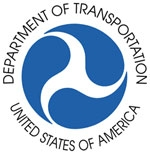 DEPARTMENT OF TRANSPORTATION
UNITED STATES OF AMERICA